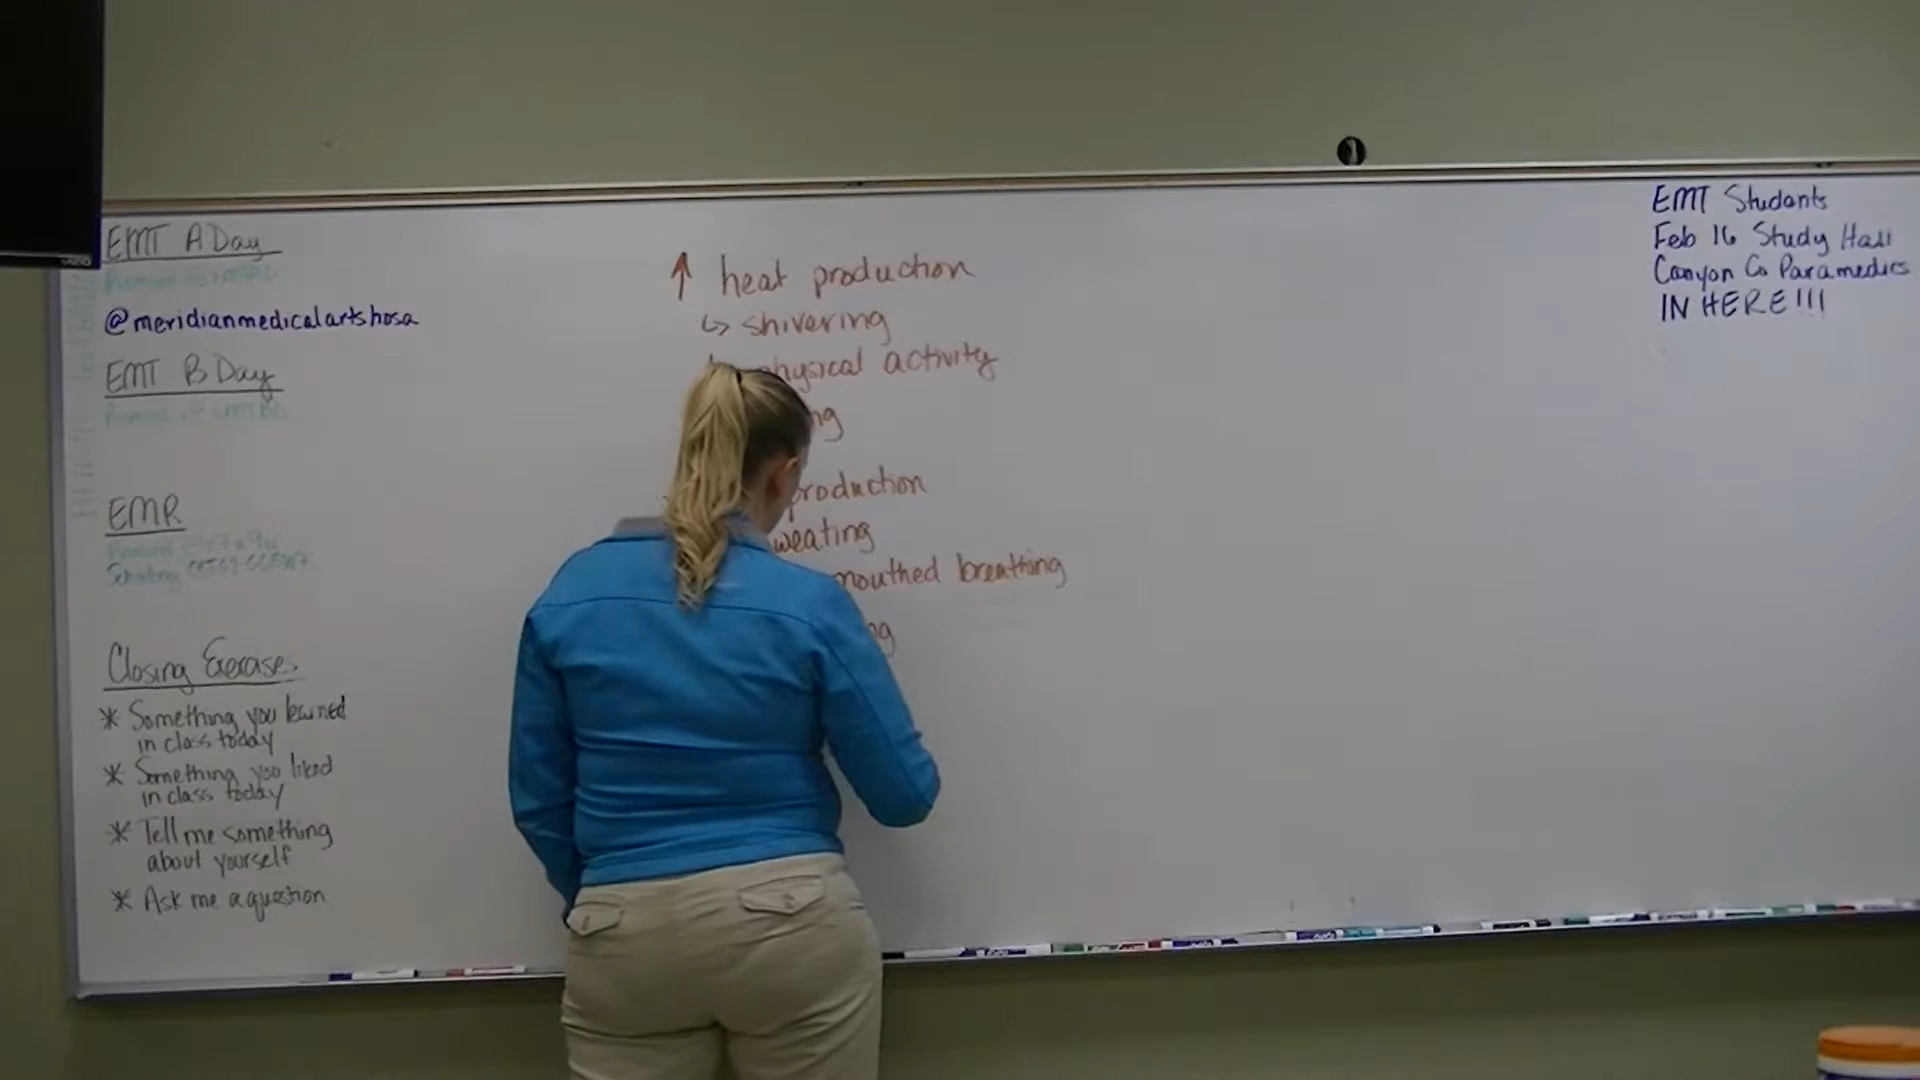 EMT A Day
@meridianmedicalartshosa
EMT B Day
EMR
Closing Exercises
* Something you learned
in class today
* Something you liked
in class today
* Tell me something
about yourself
* Ask me a question
↑ heat production
↳ shivering
physical activity
production
mouthed breathing
EMT Students
Feb 16 Study Hall
Canyon Co Paramedics
IN HERE!!!